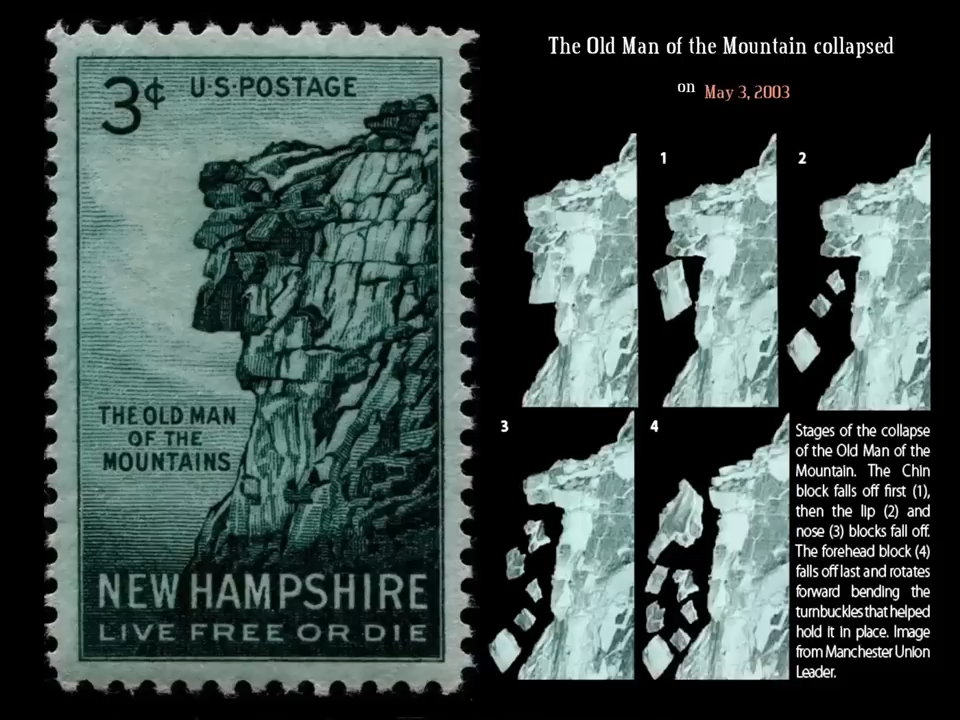 3¢ U.S. POSTAGE
THE OLD MAN
OF THE
MOUNTAINS
NEW HAMPSHIRE
LIVE FREE OR DIE
The Old Man of the Mountain collapsed
on May 3, 2003
1
2
3
4
Stages of the collapse
of the Old Man of the
Mountain. The Chin
block falls off first (1),
then the lip (2) and
nose (3) blocks fall off.
The forehead block (4)
falls off last and rotates
forward bending the
turnbuckles that helped
hold it in place. Image
from Manchester Union
Leader.